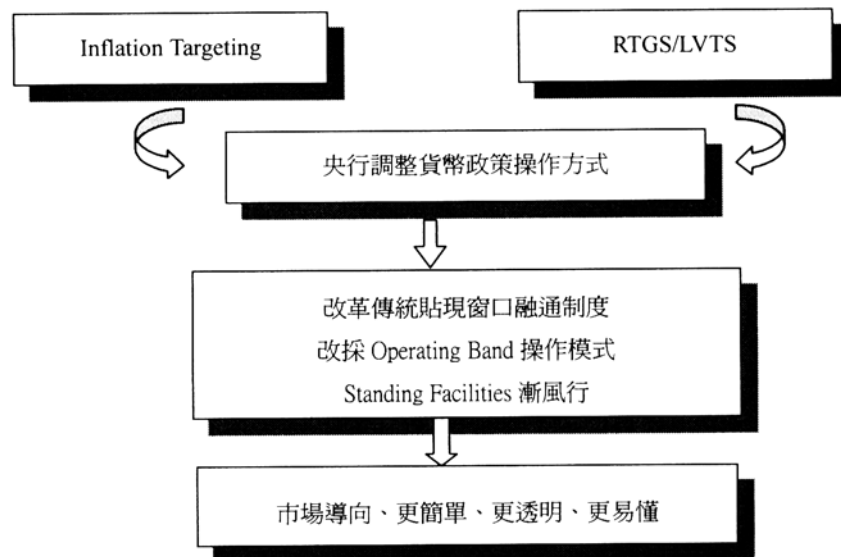 Inflation Targeting
RTGS/LVTS
央行調整貨幣政策操作方式
改革傳統貼現窗口融通制度
改採 Operating Band 操作模式
Standing Facilities 漸風行
市場導向、更簡單、更透明、更易懂